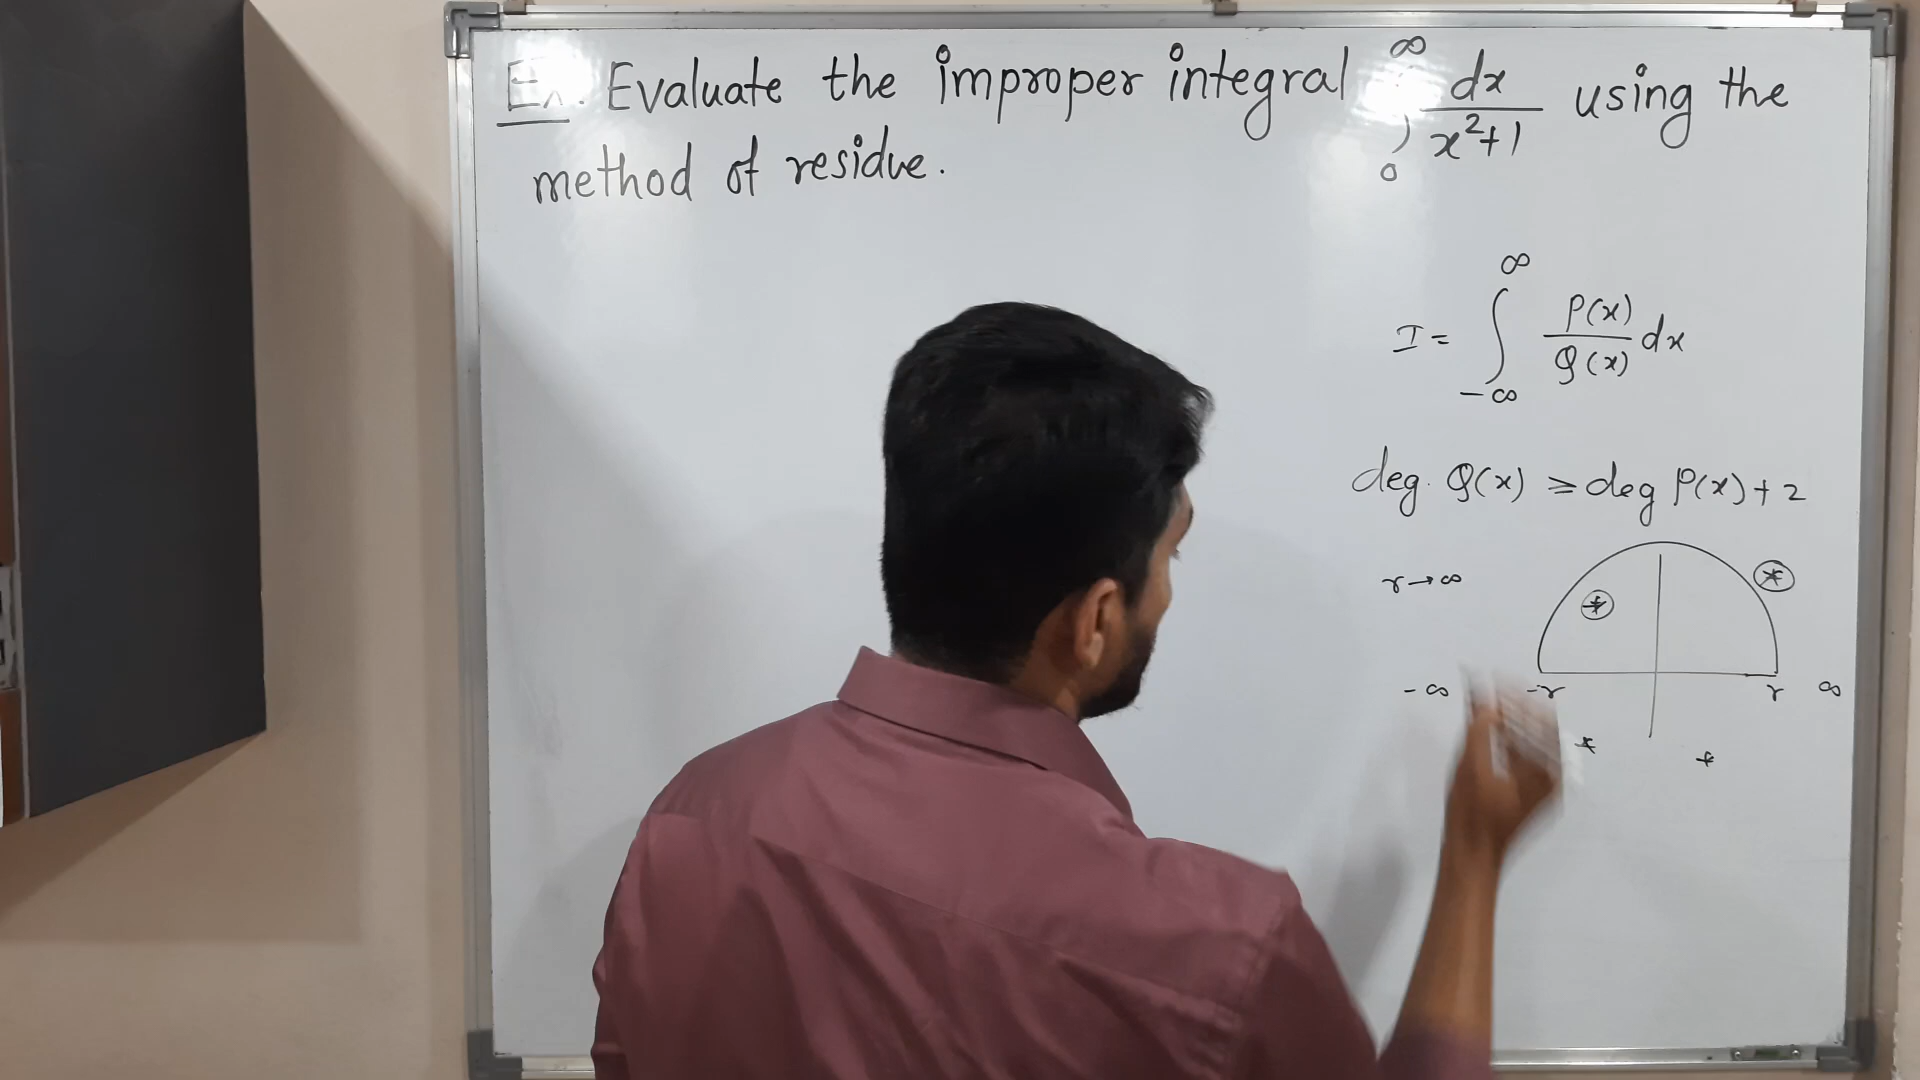 Ex. Evaluate the improper integral ∫₀^∞ dx/(x²+1) using the
method of residue.
I = ∫_{-∞}^{∞} P(x)/Q(x) dx
deg. Q(x) ≥ deg P(x) + 2
r → ∞
-∞ -r r ∞